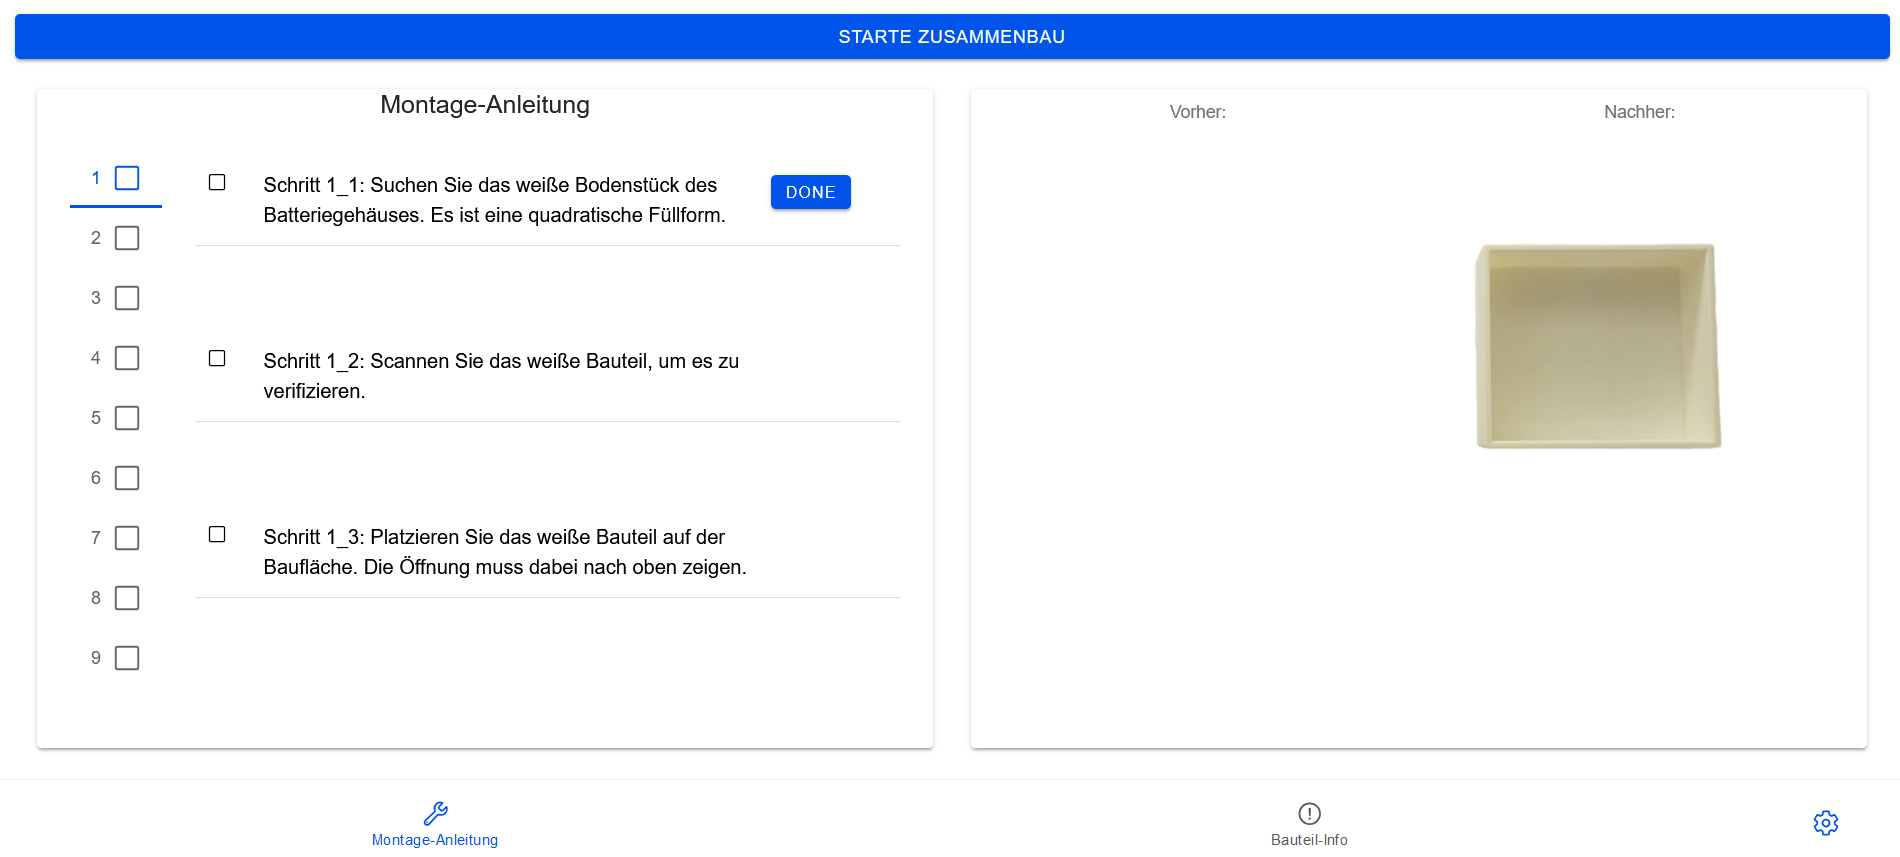 STARTE ZUSAMMENBAU
Montage-Anleitung
1
2
3
4
5
6
7
8
9
Schritt 1_1: Suchen Sie das weiße Bodenstück des
Batteriegehäuses. Es ist eine quadratische Füllform.
DONE
Schritt 1_2: Scannen Sie das weiße Bauteil, um es zu
verifizieren.
Schritt 1_3: Platzieren Sie das weiße Bauteil auf der
Baufläche. Die Öffnung muss dabei nach oben zeigen.
Vorher:
Nachher:
Montage-Anleitung
Bauteil-Info